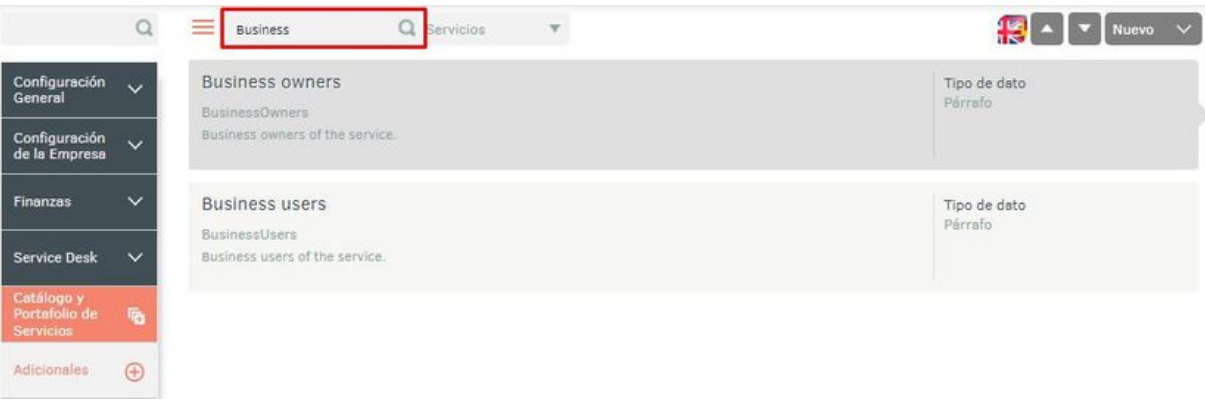 Business
Servicios
Nuevo
Configuración
General
Configuración
de la Empresa
Finanzas
Service Desk
Catálogo y
Portafolio de
Servicios
Adicionales
Business owners
BusinessOwners
Business owners of the service.
Tipo de dato
Párrafo
Business users
BusinessUsers
Business users of the service.
Tipo de dato
Párrafo